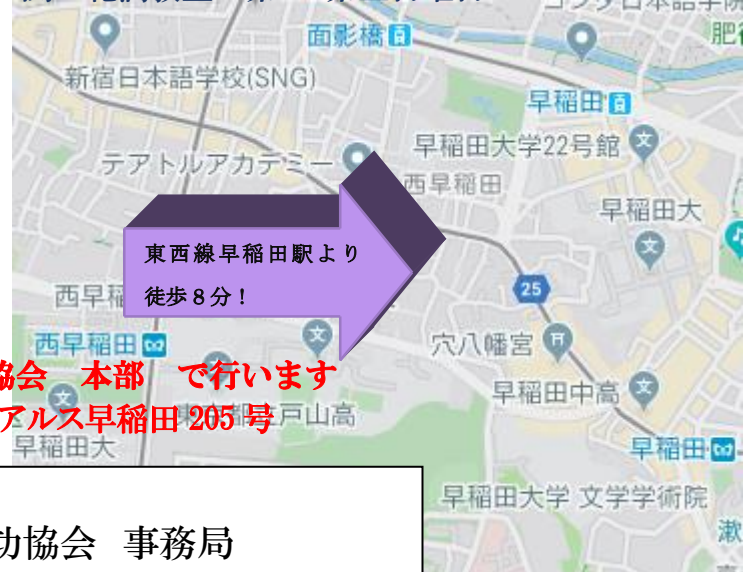 面影橋
肥
新宿日本語学校(SNG)
早稲田
早稲田大学22号館
テアトルアカデミー
西早稲田
早稲田大
東西線早稲田駅より
徒歩8分!
25
西早稲
西早稲田
穴八幡宮
協会 本部 で行います
早稲田中高
アルス早稲田 205 号
戸山高
早稲田大
早稲田
早稲田大学 文学学術院
漱
協会 事務局